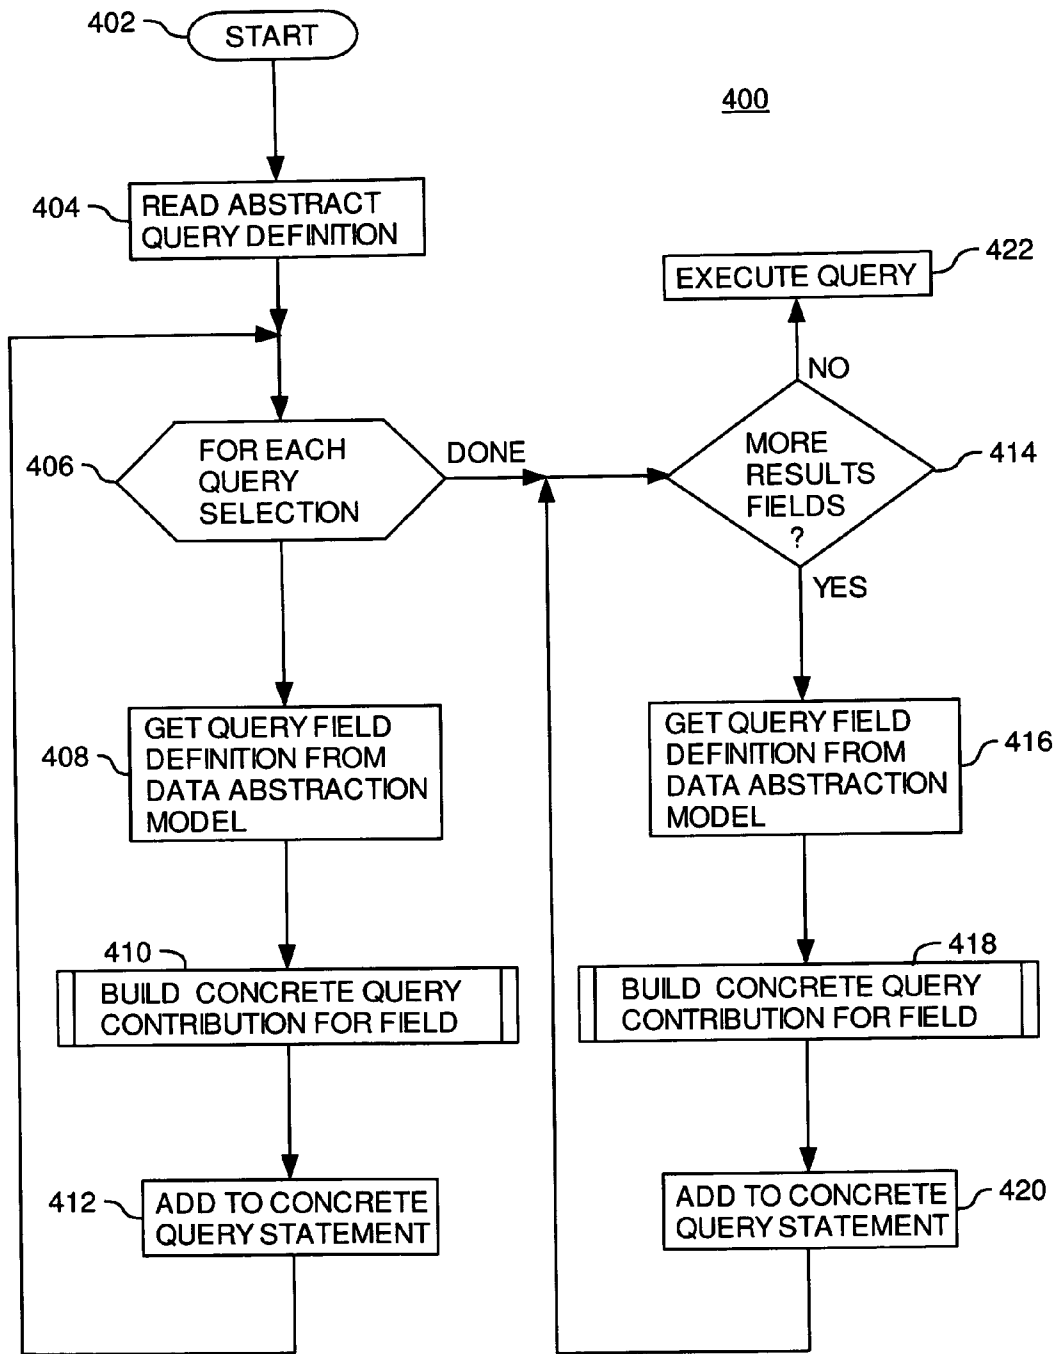 402
START
400
404
READ ABSTRACT
QUERY DEFINITION
422
EXECUTE QUERY
NO
406
FOR EACH
QUERY
SELECTION
DONE
MORE
RESULTS
FIELDS
?
414
YES
408
GET QUERY FIELD
DEFINITION FROM
DATA ABSTRACTION
MODEL
GET QUERY FIELD
DEFINITION FROM
DATA ABSTRACTION
MODEL
416
410
BUILD CONCRETE QUERY
CONTRIBUTION FOR FIELD
418
BUILD CONCRETE QUERY
CONTRIBUTION FOR FIELD
412
ADD TO CONCRETE
QUERY STATEMENT
ADD TO CONCRETE
QUERY STATEMENT
420